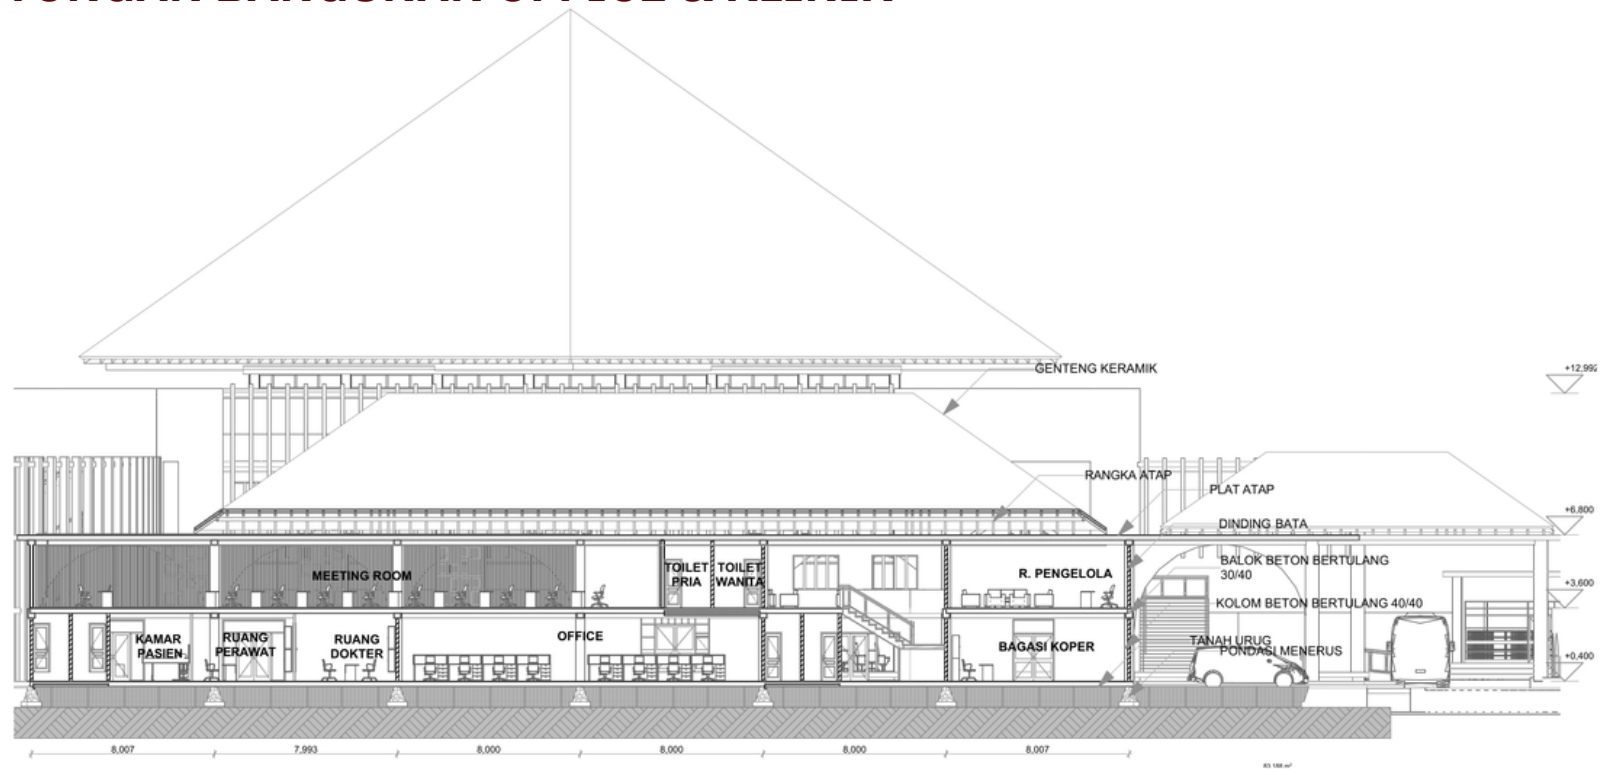 GENTENG KERAMIK
+12,992
RANGKA ATAP
PLAT ATAP
+6,800
DINDING BATA
BALOK BETON BERTULANG
30/40
MEETING ROOM
TOILET
PRIA
TOILET
WANITA
R. PENGELOLA
+3,600
KOLOM BETON BERTULANG 40/40
KAMAR
PASIEN
RUANG
PERAWAT
RUANG
DOKTER
OFFICE
BAGASI KOPER
TANAH URUG
PONDASI MENERUS
+0,400
8,007
7,993
8,000
8,000
8,000
8,007